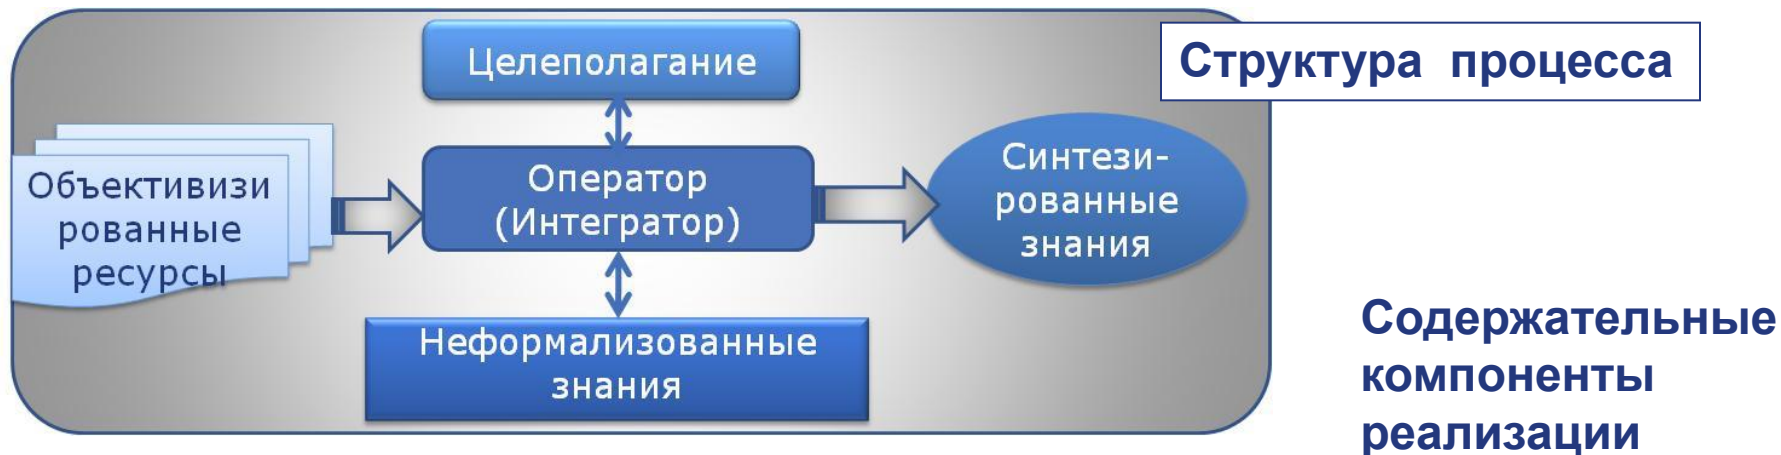 Целеполагание
Структура процесса
Объективизи
рованные
ресурсы
Оператор
(Интегратор)
Синтези-
рованные
знания
Неформализованные
знания
Содержательные
компоненты
реализации